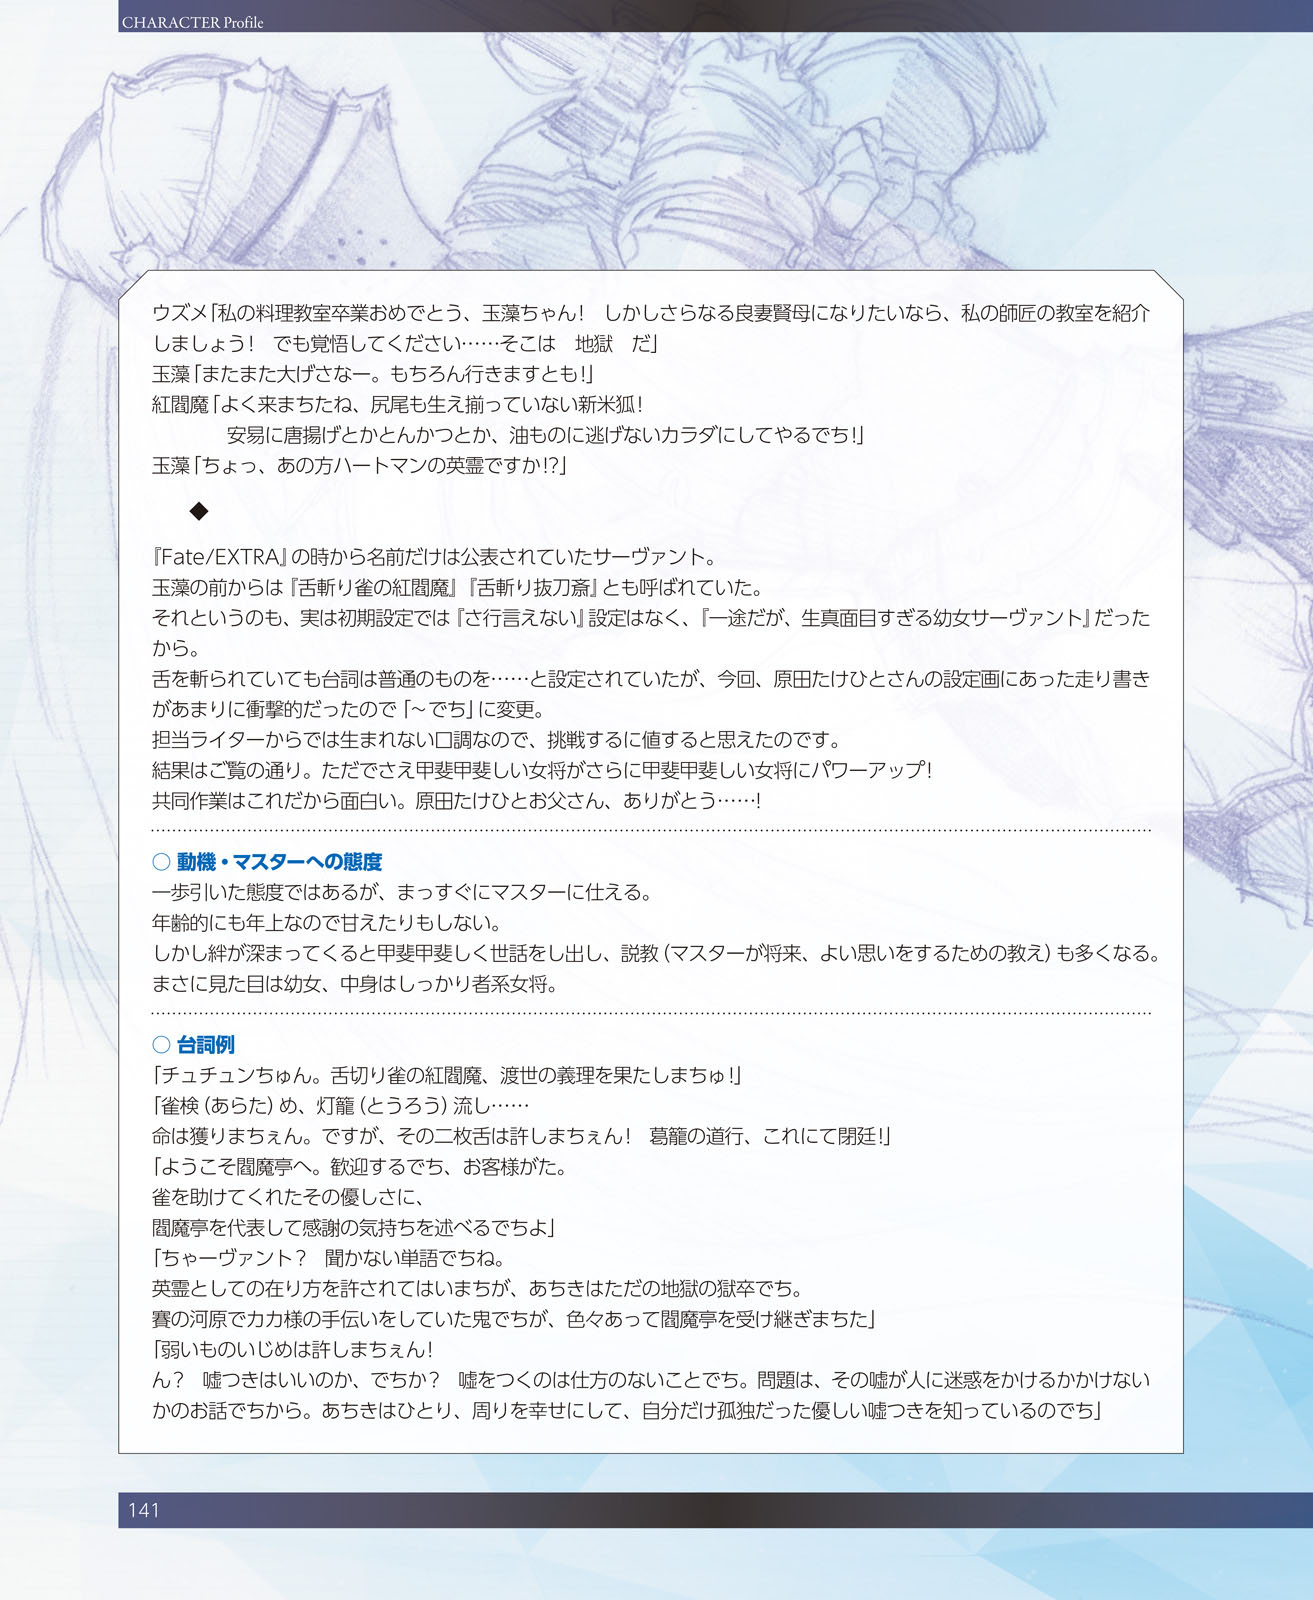 CHARACTER Profile
ウズメ「私の料理教室卒業おめでとう、玉藻ちゃん！　しかしさらなる良妻賢母になりたいなら、私の師匠の教室を紹介
しましょう！　でも覚悟してください……そこは　地獄　だ」
玉藻「またまた大げさなー。もちろん行きますとも！」
紅閻魔「よく来まちたね、尻尾も生え揃っていない新米狐！
安易に唐揚げとかとんかつとか、油ものに逃げないカラダにしてやるでち！」
玉藻「ちょっ、あの方ハートマンの英霊ですか!?」
◆
『Fate/EXTRA』の時から名前だけは公表されていたサーヴァント。
玉藻の前からは『舌斬り雀の紅閻魔』『舌斬り抜刀斎』とも呼ばれていた。
それというのも、実は初期設定では『さ行言えない』設定はなく、『一途だが、生真面目すぎる幼女サーヴァント』だった
から。
舌を斬られていても台詞は普通のものを……と設定されていたが、今回、原田たけひとさんの設定画にあった走り書き
があまりに衝撃的だったので「～でち」に変更。
担当ライターからでは生まれない口調なので、挑戦するに値すると思えたのです。
結果はご覧の通り。ただでさえ甲斐甲斐しい女将がさらに甲斐甲斐しい女将にパワーアップ！
共同作業はこれだから面白い。原田たけひとお父さん、ありがとう……！
○ 動機・マスターへの態度
一歩引いた態度ではあるが、まっすぐにマスターに仕える。
年齢的にも年上なので甘えたりもしない。
しかし絆が深まってくると甲斐甲斐しく世話をし出し、説教（マスターが将来、よい思いをするための教え）も多くなる。
まさに見た目は幼女、中身はしっかり者系女将。
○ 台詞例
「チュチュンちゅん。舌切り雀の紅閻魔、渡世の義理を果たしまちゅ！」
「雀検（あらた）め、灯籠（とうろう）流し……
命は獲りまちぇん。ですが、その二枚舌は許しまちぇん！　葛籠の道行、これにて閉廷！」
「ようこそ閻魔亭へ。歓迎するでち、お客様がた。
雀を助けてくれたその優しさに、
閻魔亭を代表して感謝の気持ちを述べるでちよ」
「ちゃーヴァント？　聞かない単語でちね。
英霊としての在り方を許されてはいまちが、あちきはただの地獄の獄卒でち。
賽の河原でカカ様の手伝いをしていた鬼でちが、色々あって閻魔亭を受け継ぎまちた」
「弱いものいじめは許しまちぇん！
ん？　嘘つきはいいのか、でちか？　嘘をつくのは仕方のないことでち。問題は、その嘘が人に迷惑をかけるかかけない
かのお話でちから。あちきはひとり、周りを幸せにして、自分だけ孤独だった優しい嘘つきを知っているのでち」
141